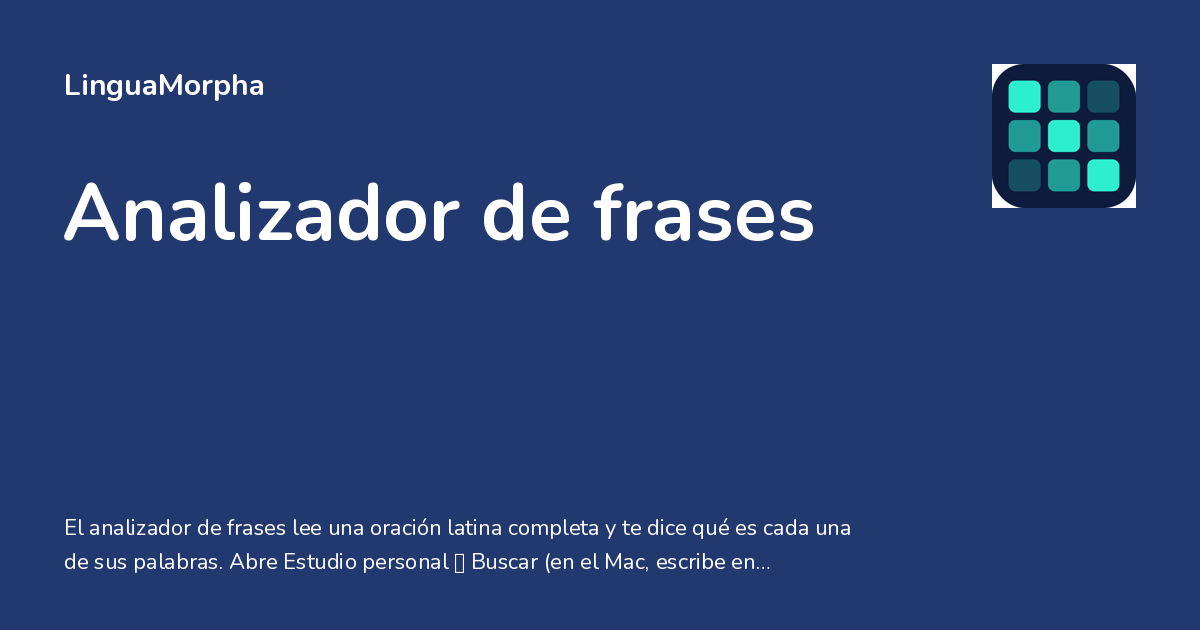 LinguaMorpha
Analizador de frases
El analizador de frases lee una oración latina completa y te dice qué es cada una
de sus palabras. Abre Estudio personal ▯ Buscar (en el Mac, escribe en…